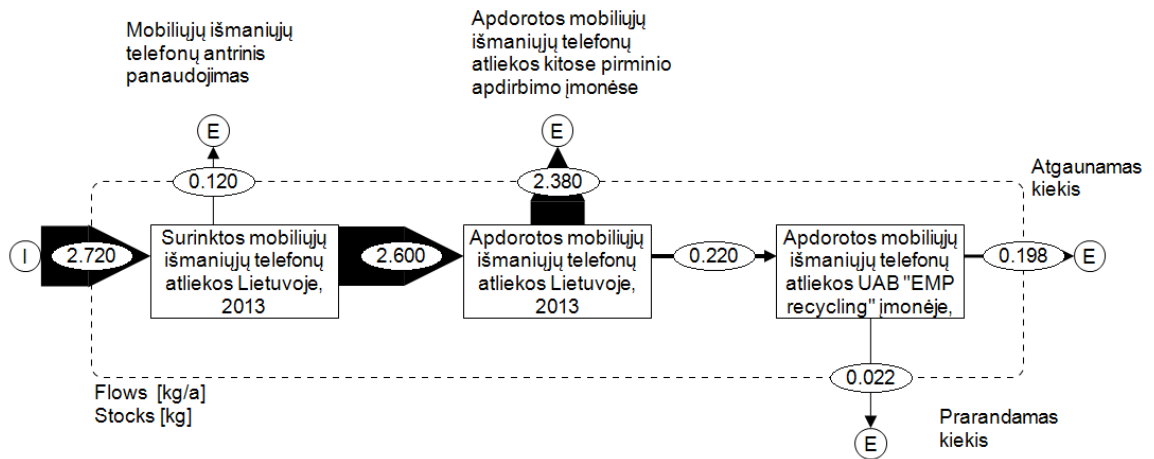 Mobiliųjų išmaniųjų
telefonų antrinis
panaudojimas
Apdorotos mobiliųjų
išmaniųjų telefonų
atliekos kitose pirminio
apdirbimo įmonėse
E
E
Atgaunamas
kiekis
0.120
2.380
I
2.720
Surinktos mobiliųjų
išmaniųjų telefonų
atliekos Lietuvoje,
2013
2.600
Apdorotos mobiliųjų
išmaniųjų telefonų
atliekos Lietuvoje,
2013
0.220
Apdorotos mobiliųjų
išmaniųjų telefonų
atliekos UAB "EMP
recycling" įmonėje,
0.198
E
0.022
Flows [kg/a]
Stocks [kg]
Prarandamas
kiekis
E